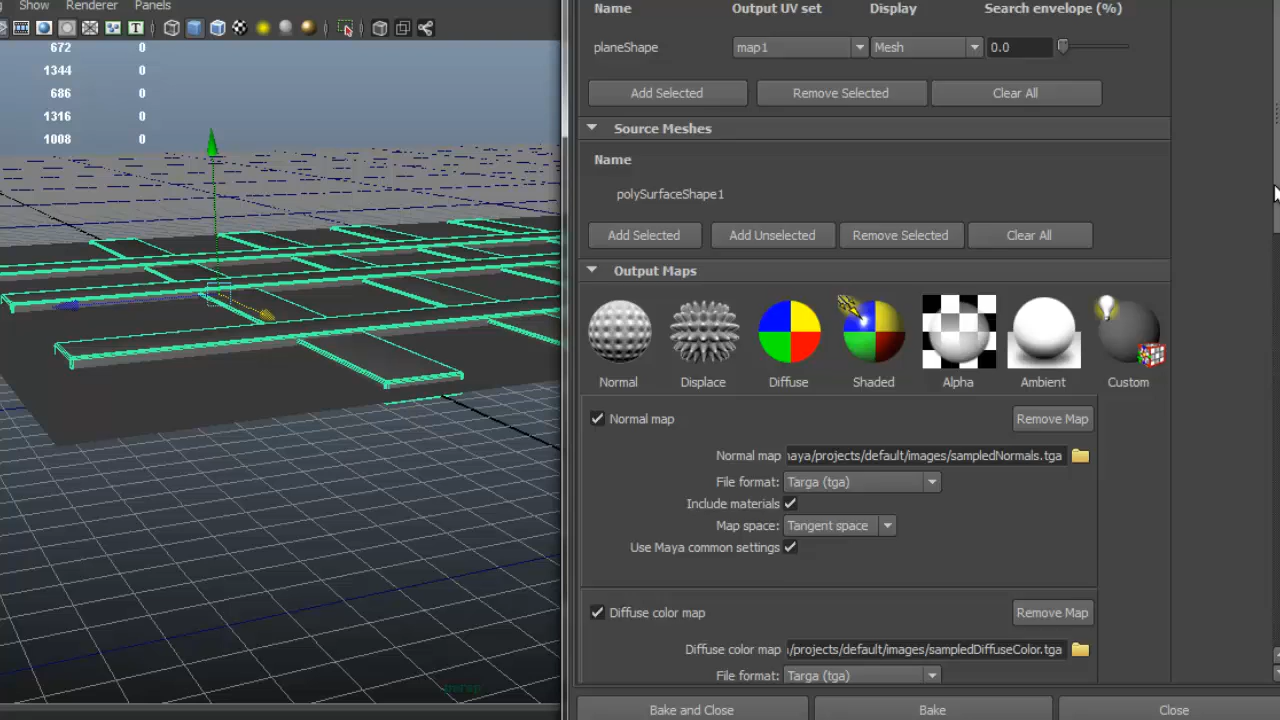 Show Renderer Panels
672 0
1344 0
686 0
1316 0
1008 0
persp
Name Output UV set Display Search envelope (%)
planeShape map1 Mesh 0.0
Add Selected Remove Selected Clear All
Source Meshes
Name
polySurfaceShape1
Add Selected Add Unselected Remove Selected Clear All
Output Maps
Normal Displace Diffuse Shaded Alpha Ambient Custom
Normal map Remove Map
Normal map naya/projects/default/images/sampledNormals.tga
File format: Targa (tga)
Include materials
Map space: Tangent space
Use Maya common settings
Diffuse color map Remove Map
Diffuse color map /projects/default/images/sampledDiffuseColor.tga
File format: Targa (tga)
Bake and Close Bake Close